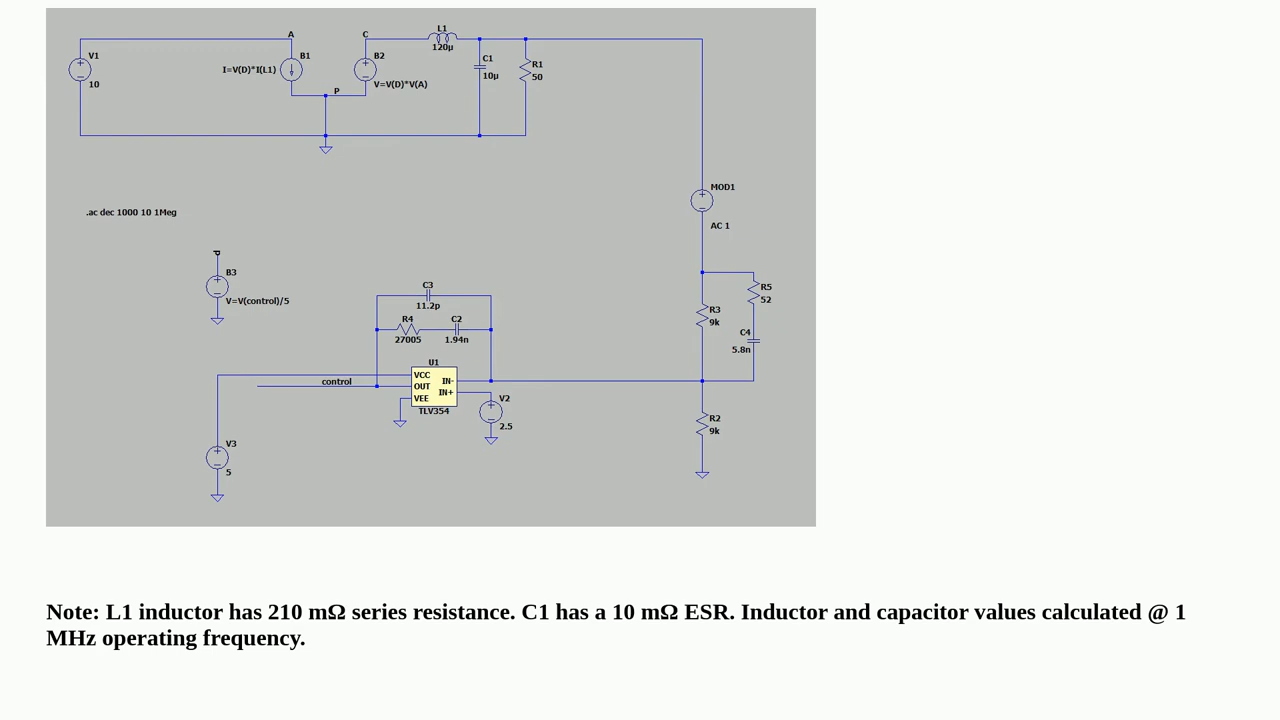 A
C
L1
120µ
V1
10
I=V(D)*I(L1)
B1
B2
V=V(D)*V(A)
P
C1
10µ
R1
50
MOD1
AC 1
.ac dec 1000 10 1Meg
P
B3
V=V(control)/5
C3
11.2p
R4
27005
C2
1.94n
R5
52
R3
9k
C4
5.8n
U1
VCC
OUT
VEE
IN-
IN+
TLV354
control
V2
2.5
R2
9k
V3
5
Note: L1 inductor has 210 mΩ series resistance. C1 has a 10 mΩ ESR. Inductor and capacitor values calculated @ 1
MHz operating frequency.